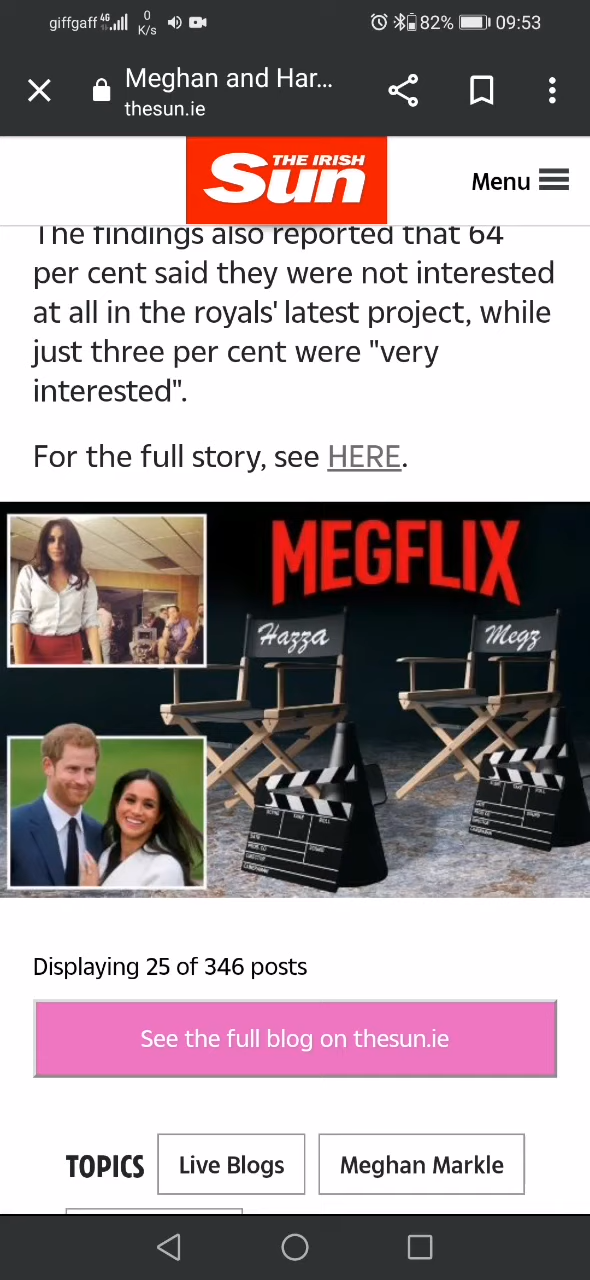 giffgaff 4G 0 K/s 82% 09:53
Meghan and Har...
thesun.ie
THE IRISH
Sun
Menu
The findings also reported that 64
per cent said they were not interested
at all in the royals' latest project, while
just three per cent were "very
interested".
For the full story, see HERE.
MEGFLIX
Hazza
Megz
Displaying 25 of 346 posts
See the full blog on thesun.ie
TOPICS
Live Blogs
Meghan Markle